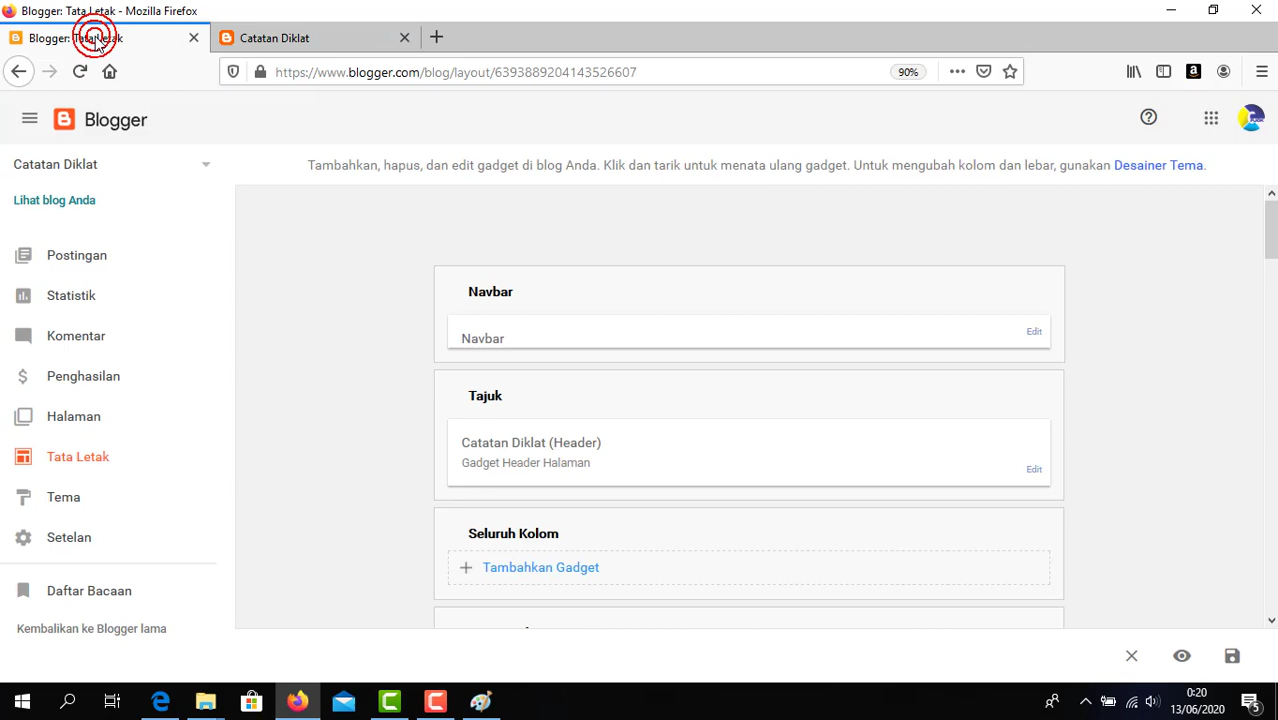 Blogger: Tata Letak - Mozilla Firefox
Blogger: Tata Letak
Catatan Diklat
https://www.blogger.com/blog/layout/6393889204143526607
90%
Blogger
Catatan Diklat
Tambahkan, hapus, dan edit gadget di blog Anda. Klik dan tarik untuk menata ulang gadget. Untuk mengubah kolom dan lebar, gunakan Desainer Tema.
Lihat blog Anda
Postingan
Statistik
Komentar
Penghasilan
Halaman
Tata Letak
Tema
Setelan
Daftar Bacaan
Kembalikan ke Blogger lama
Navbar
Navbar
Edit
Tajuk
Catatan Diklat (Header)
Gadget Header Halaman
Edit
Seluruh Kolom
Tambahkan Gadget
0:20
13/06/2020
5